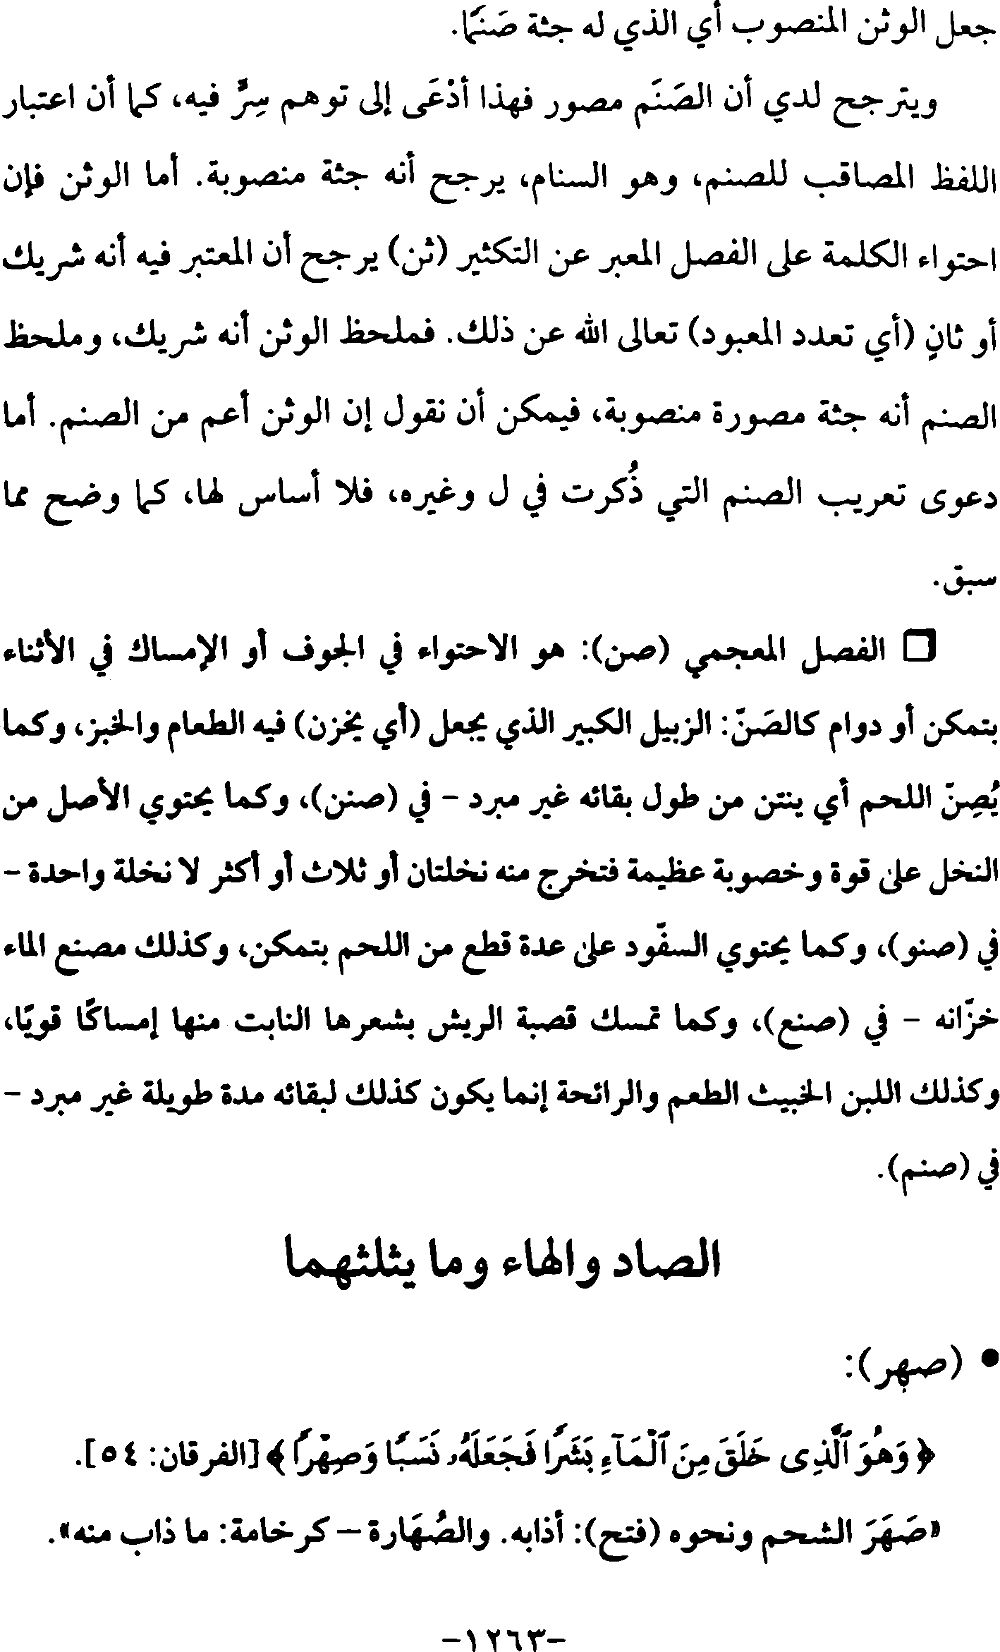 جعل الوثن المنصوب أي الذي له جثة صَنَمًا.
ويترجح لدي أن الصَنَم مصور فهذا أدْعَى إلى توهم سِرٍّ فيه، كما أن اعتبار
اللفظ المصاقب للصنم، وهو السنام، يرجح أنه جثة منصوبة. أما الوثن فإن
احتواء الكلمة على الفصل المعبر عن التكثير (ثن) يرجح أن المعتبر فيه أنه شريك
أو ثانٍ (أي تعدد المعبود) تعالى الله عن ذلك. فملحظ الوثن أنه شريك، وملحظ
الصنم أنه جثة مصورة منصوبة، فيمكن أن نقول إن الوثن أعم من الصنم. أما
دعوى تعريب الصنم التي ذُكرت في ل وغيره، فلا أساس لها، كما وضح مما
سبق.
❐ الفصل المعجمي (صن): هو الاحتواء في الجوف أو الإمساك في الأثناء
بتمكن أو دوام كالصَنّ: الزبيل الكبير الذي يجعل (أي يخزن) فيه الطعام والخبز، وكما
يُصِنّ اللحم أي ينتن من طول بقائه غير مبرد – في (صنن)، وكما يحتوي الأصل من
النخل على قوة وخصوبة عظيمة فتخرج منه نخلتان أو ثلاث أو أكثر لا نخلة واحدة –
في (صنو)، وكما يحتوي السفّود على عدة قطع من اللحم بتمكن، وكذلك مصنع الماء
خزّانه – في (صنع)، وكما تمسك قصبة الريش بشعرها النابت منها إمساكًا قويًا،
وكذلك اللبن الخبيث الطعم والرائحة إنما يكون كذلك لبقائه مدة طويلة غير مبرد –
في (صنم).
الصاد والهاء وما يثلثهما
• (صهر):
﴿ وَهُوَ ٱلَّذِى خَلَقَ مِنَ ٱلْمَآءِ بَشَرًا فَجَعَلَهُۥ نَسَبًا وَصِهْرًا ﴾ [الفرقان: ٥٤].
«صَهَرَ الشحم ونحوه (فتح): أذابه. والصُهَارة – كرخامة: ما ذاب منه».
-١٢٦٣-